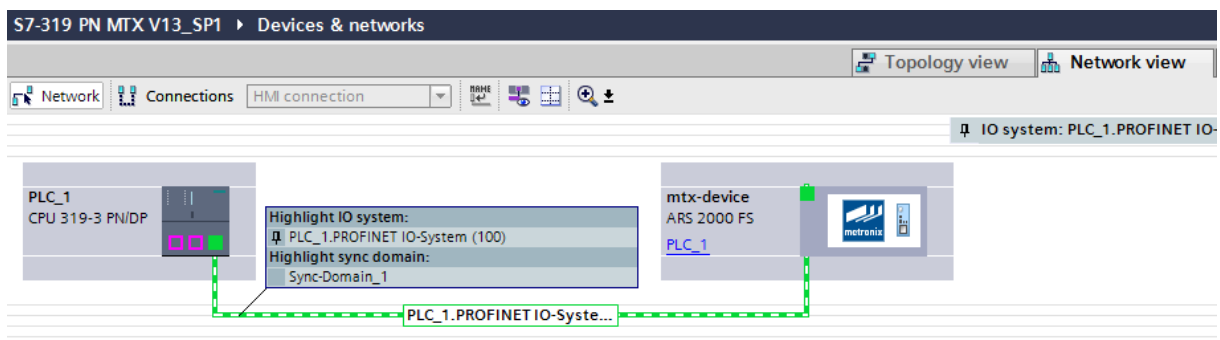 S7-319 PN MTX V13_SP1 ▸ Devices & networks
Topology view
Network view
Network
Connections
HMI connection
NAME
IO system: PLC_1.PROFINET IO-
PLC_1
CPU 319-3 PN/DP
Highlight IO system:
PLC_1.PROFINET IO-System (100)
Highlight sync domain:
Sync-Domain_1
mtx-device
ARS 2000 FS
PLC_1
metronix
PLC_1.PROFINET IO-Syste...